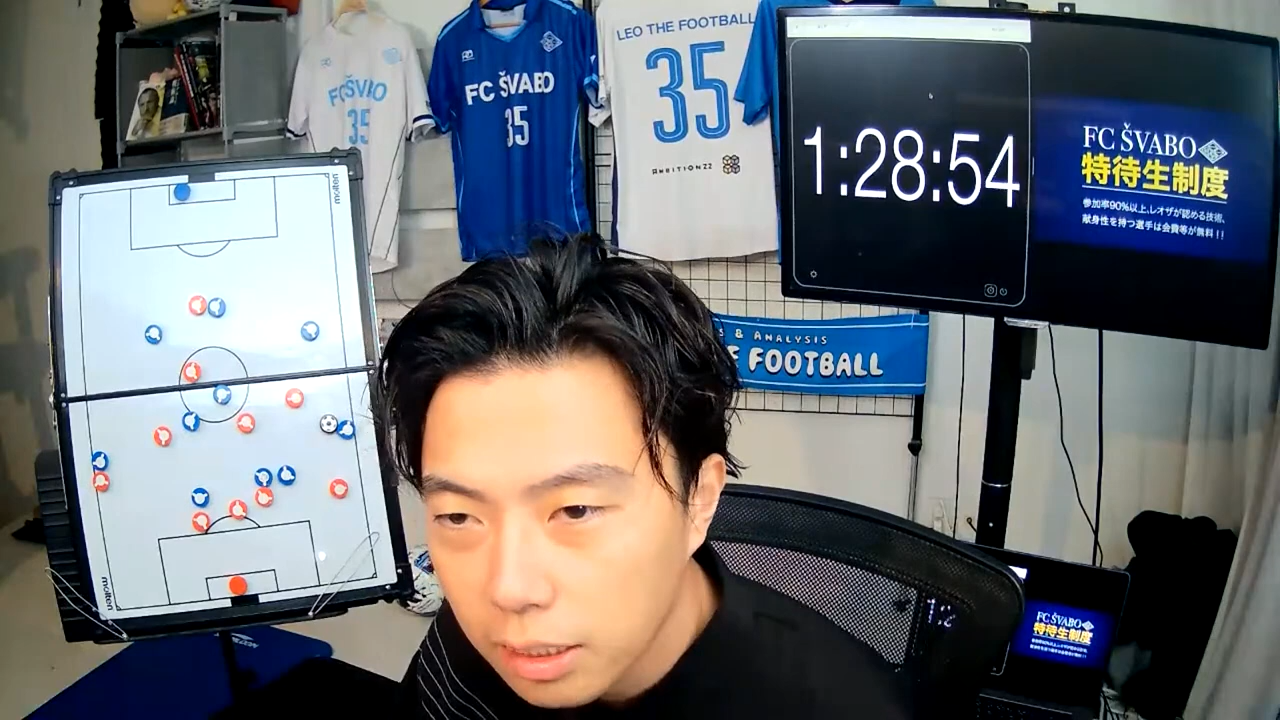 FC ŠVABO
35
FC ŠVABO
35
LEO THE FOOTBALL
35
AMBITION22
1:28:54
FC ŠVABO
特待生制度
参加率90%以上、レオザが認める技術、
献身性を持つ選手は会費等が無料!!
S & ANALYSIS
FOOTBALL
molten
molten
FC ŠVABO
特待生制度